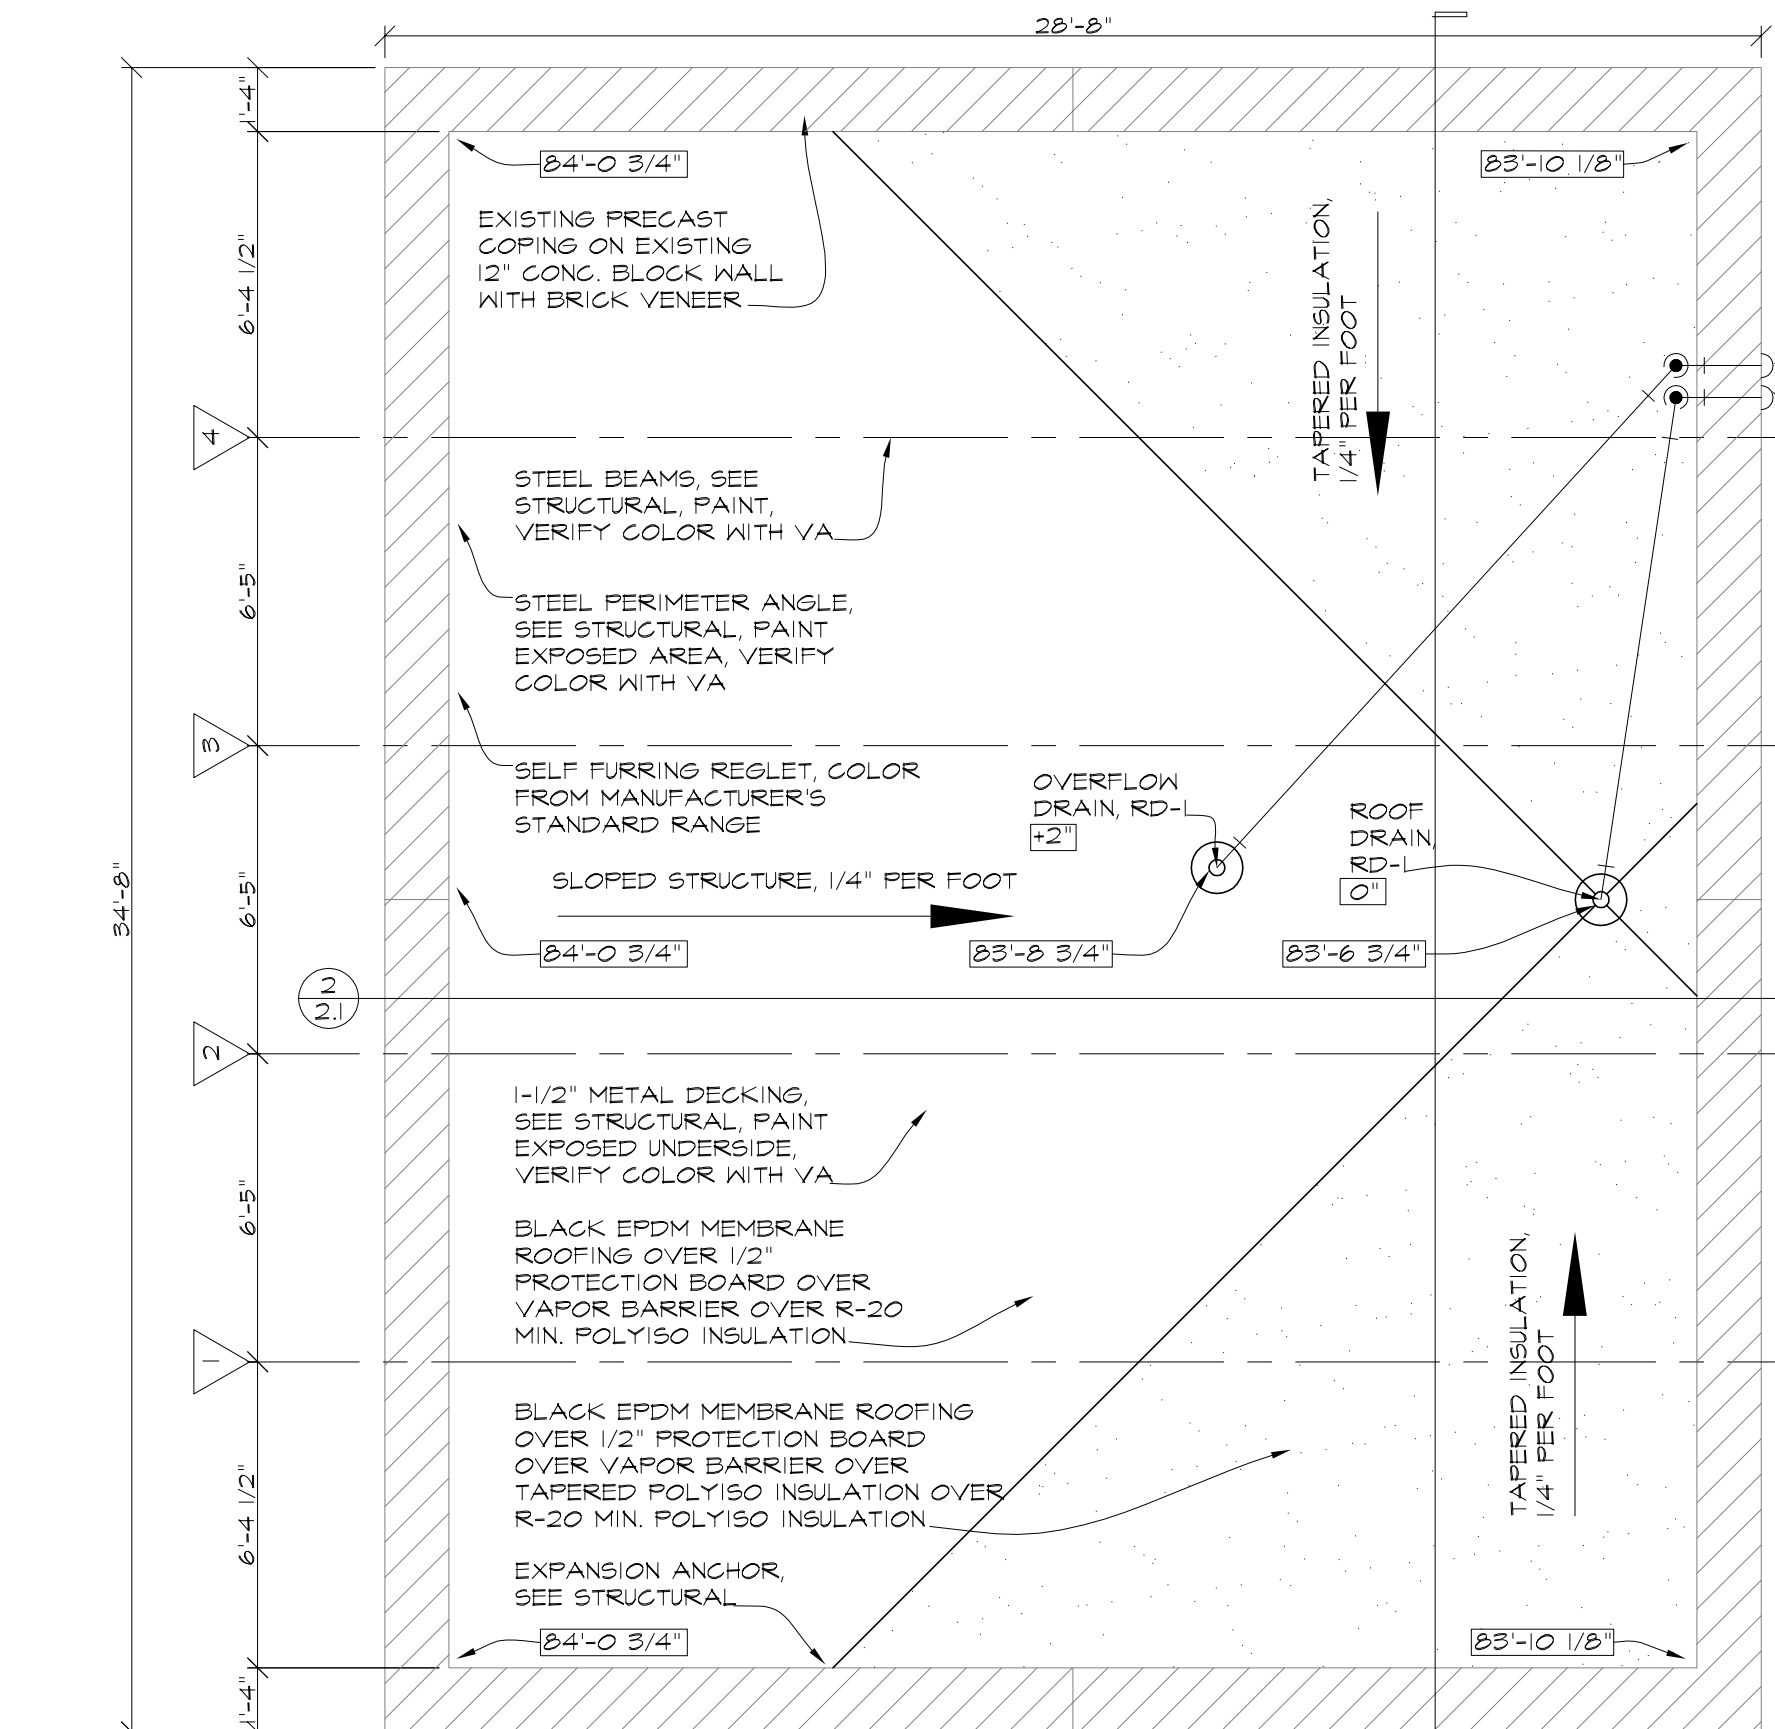 28'-8"
1'-4"
84'-0 3/4"
83'-10 1/8"
EXISTING PRECAST
COPING ON EXISTING
12" CONC. BLOCK WALL
WITH BRICK VENEER
6'-4 1/2"
TAPERED INSULATION,
1/4" PER FOOT
4
STEEL BEAMS, SEE
STRUCTURAL, PAINT,
VERIFY COLOR WITH VA
6'-5"
STEEL PERIMETER ANGLE,
SEE STRUCTURAL, PAINT
EXPOSED AREA, VERIFY
COLOR WITH VA
3
SELF FURRING REGLET, COLOR
FROM MANUFACTURER'S
STANDARD RANGE
OVERFLOW
DRAIN, RD-1
+2"
ROOF
DRAIN,
RD-1
0"
34'-8"
6'-5"
SLOPED STRUCTURE, 1/4" PER FOOT
84'-0 3/4"
83'-8 3/4"
83'-6 3/4"
2
2.1
2
1-1/2" METAL DECKING,
SEE STRUCTURAL, PAINT
EXPOSED UNDERSIDE,
VERIFY COLOR WITH VA
6'-5"
BLACK EPDM MEMBRANE
ROOFING OVER 1/2"
PROTECTION BOARD OVER
VAPOR BARRIER OVER R-20
MIN. POLYISO INSULATION
TAPERED INSULATION,
1/4" PER FOOT
1
BLACK EPDM MEMBRANE ROOFING
OVER 1/2" PROTECTION BOARD
OVER VAPOR BARRIER OVER
TAPERED POLYISO INSULATION OVER
R-20 MIN. POLYISO INSULATION
6'-4 1/2"
EXPANSION ANCHOR,
SEE STRUCTURAL
84'-0 3/4"
83'-10 1/8"
1'-4"